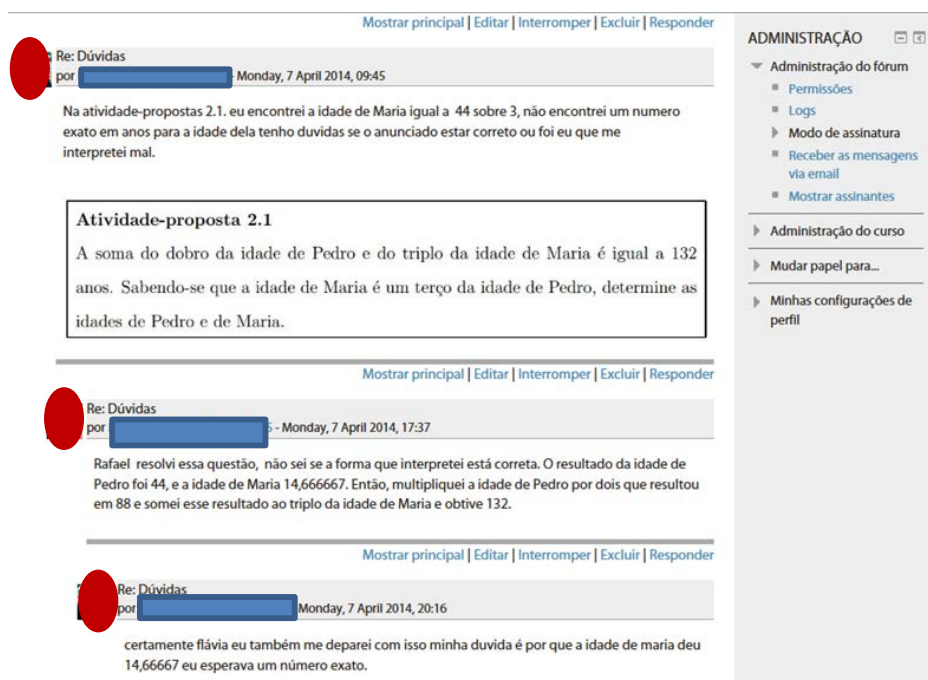 Mostrar principal | Editar | Interromper | Excluir | Responder
Re: Dúvidas
por - Monday, 7 April 2014, 09:45
Na atividade-propostas 2.1. eu encontrei a idade de Maria igual a 44 sobre 3, não encontrei um numero
exato em anos para a idade dela tenho duvidas se o anunciado estar correto ou foi eu que me
interpretei mal.
Atividade-proposta 2.1
A soma do dobro da idade de Pedro e do triplo da idade de Maria é igual a 132
anos. Sabendo-se que a idade de Maria é um terço da idade de Pedro, determine as
idades de Pedro e de Maria.
Mostrar principal | Editar | Interromper | Excluir | Responder
Re: Dúvidas
por - Monday, 7 April 2014, 17:37
Rafael resolvi essa questão, não sei se a forma que interpretei está correta. O resultado da idade de
Pedro foi 44, e a idade de Maria 14,666667. Então, multipliquei a idade de Pedro por dois que resultou
em 88 e somei esse resultado ao triplo da idade de Maria e obtive 132.
Mostrar principal | Editar | Interromper | Excluir | Responder
Re: Dúvidas
por Monday, 7 April 2014, 20:16
certamente flávia eu também me deparei com isso minha duvida é por que a idade de maria deu
14,66667 eu esperava um número exato.
ADMINISTRAÇÃO
Administração do fórum
Permissões
Logs
Modo de assinatura
Receber as mensagens
via email
Mostrar assinantes
Administração do curso
Mudar papel para...
Minhas configurações de
perfil